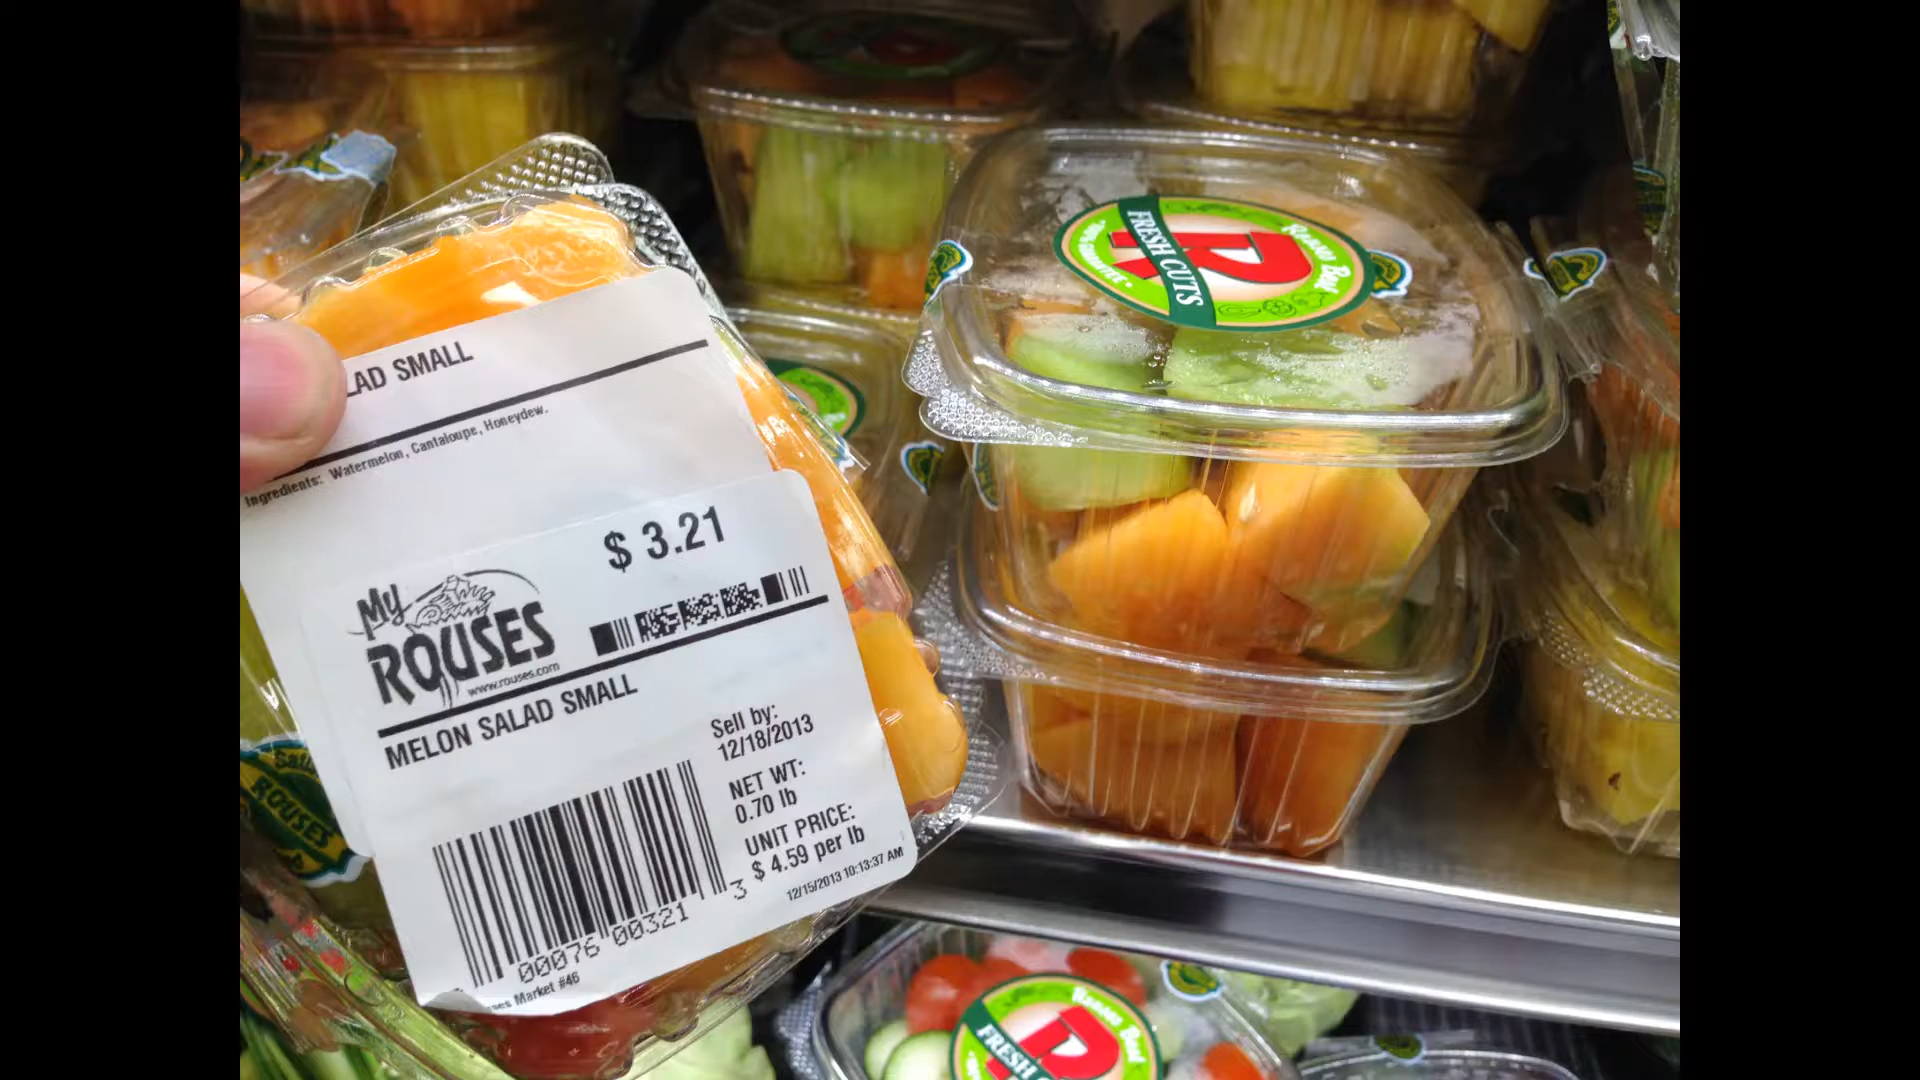 LAD SMALL
Ingredients: Watermelon, Cantaloupe, Honeydew.
$ 3.21
My
ROUSES
www.rouses.com
MELON SALAD SMALL
Sell by:
12/18/2013
NET WT:
0.70 lb
UNIT PRICE:
$ 4.59 per lb
12/15/2013 10:13:37 AM
00076 00321 3
Market #46
FRESH CUTS
R
ROUSES
FRESH
R